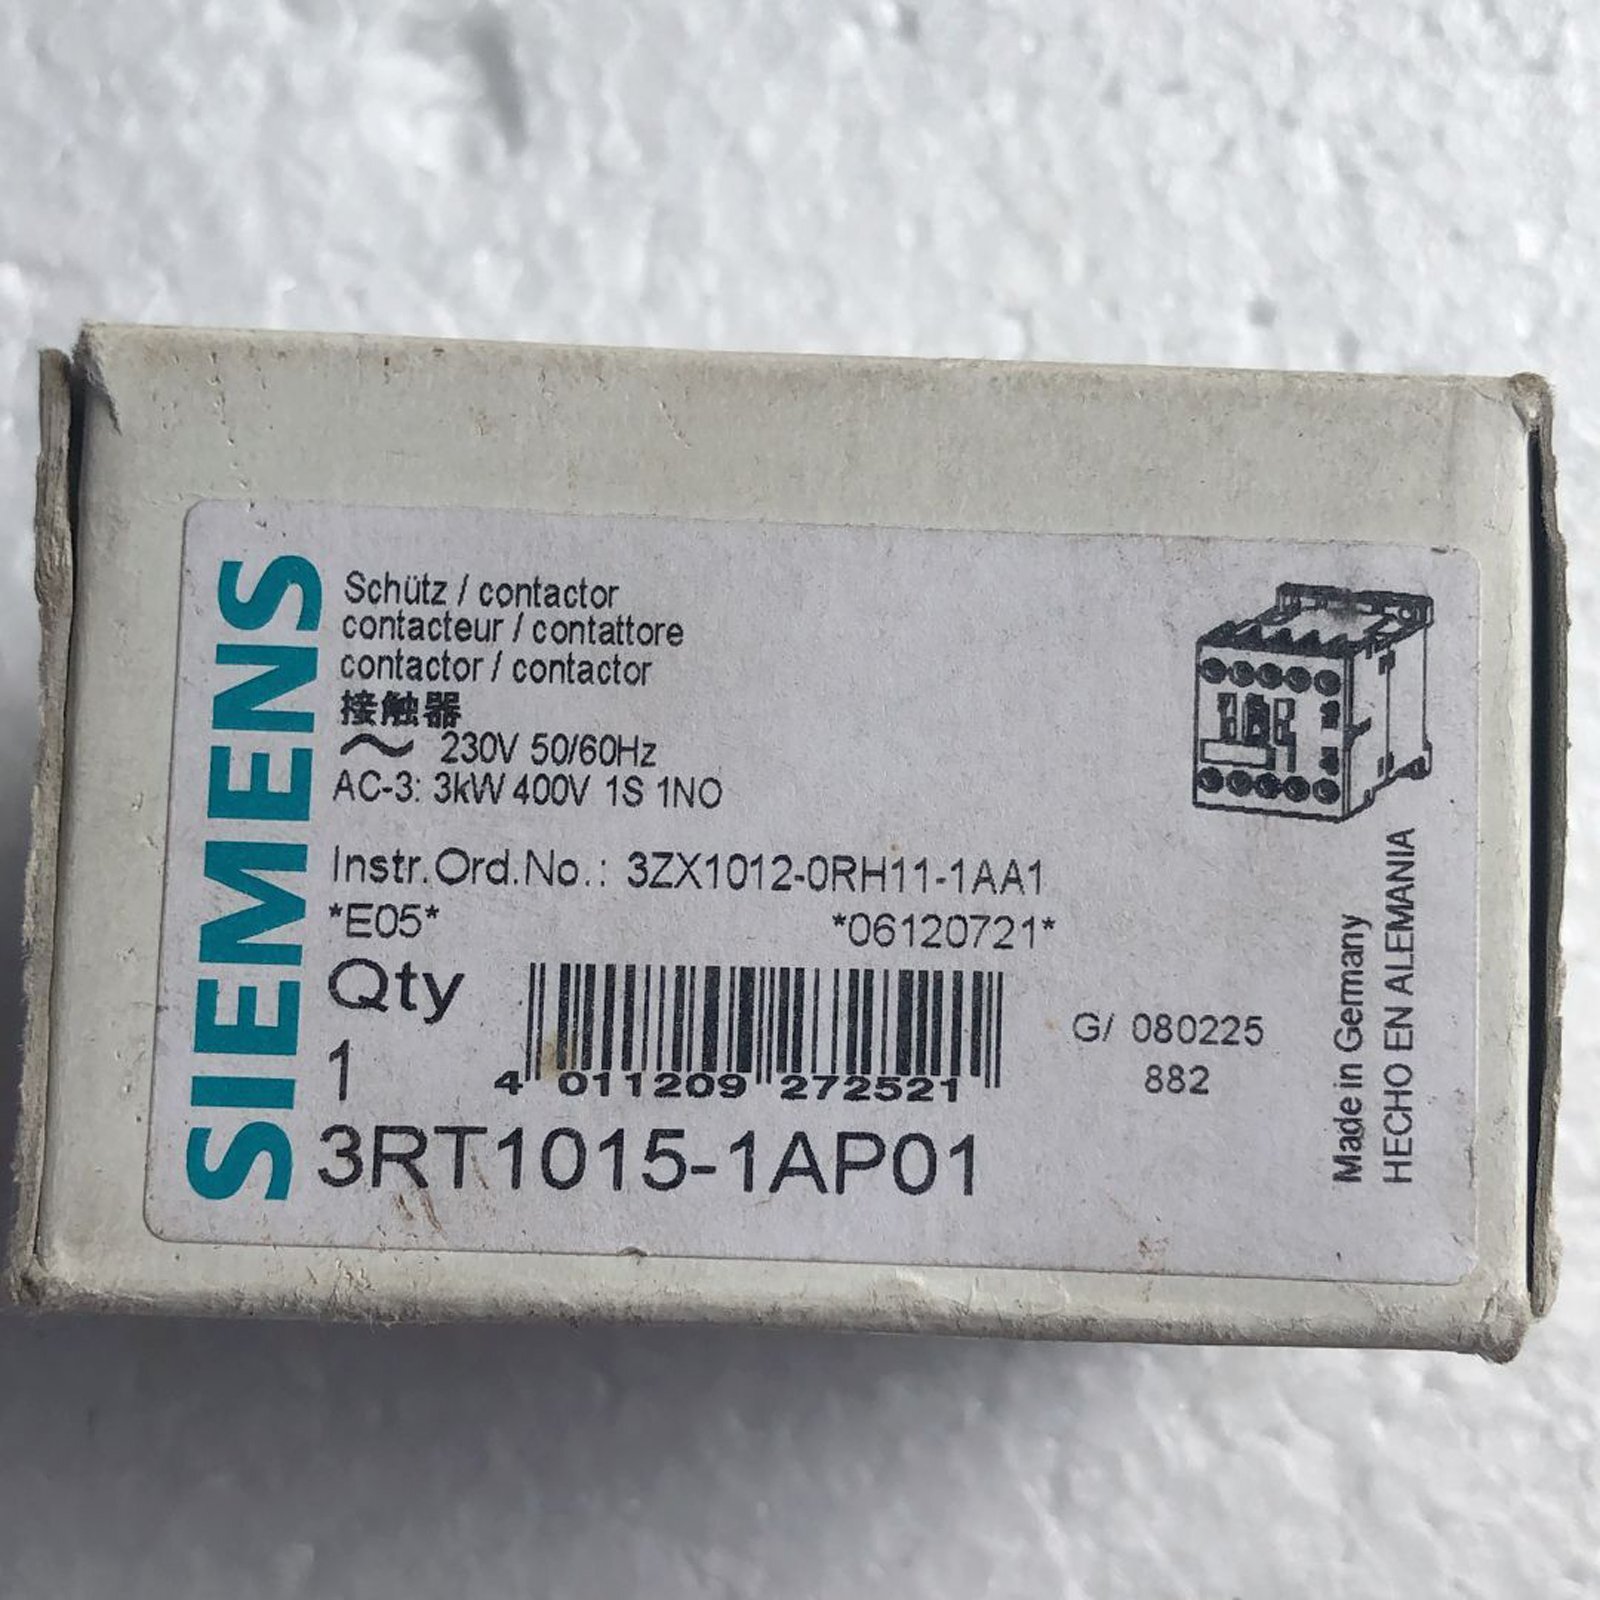 SIEMENS
Schütz / contactor
contacteur / contattore
contactor / contactor
接触器
~ 230V 50/60Hz
AC-3: 3kW 400V 1S 1NO
Instr.Ord.No.: 3ZX1012-0RH11-1AA1
*E05* *06120721*
Qty
1
4 011209 272521
G/ 080225
882
3RT1015-1AP01
Made in Germany
HECHO EN ALEMANIA